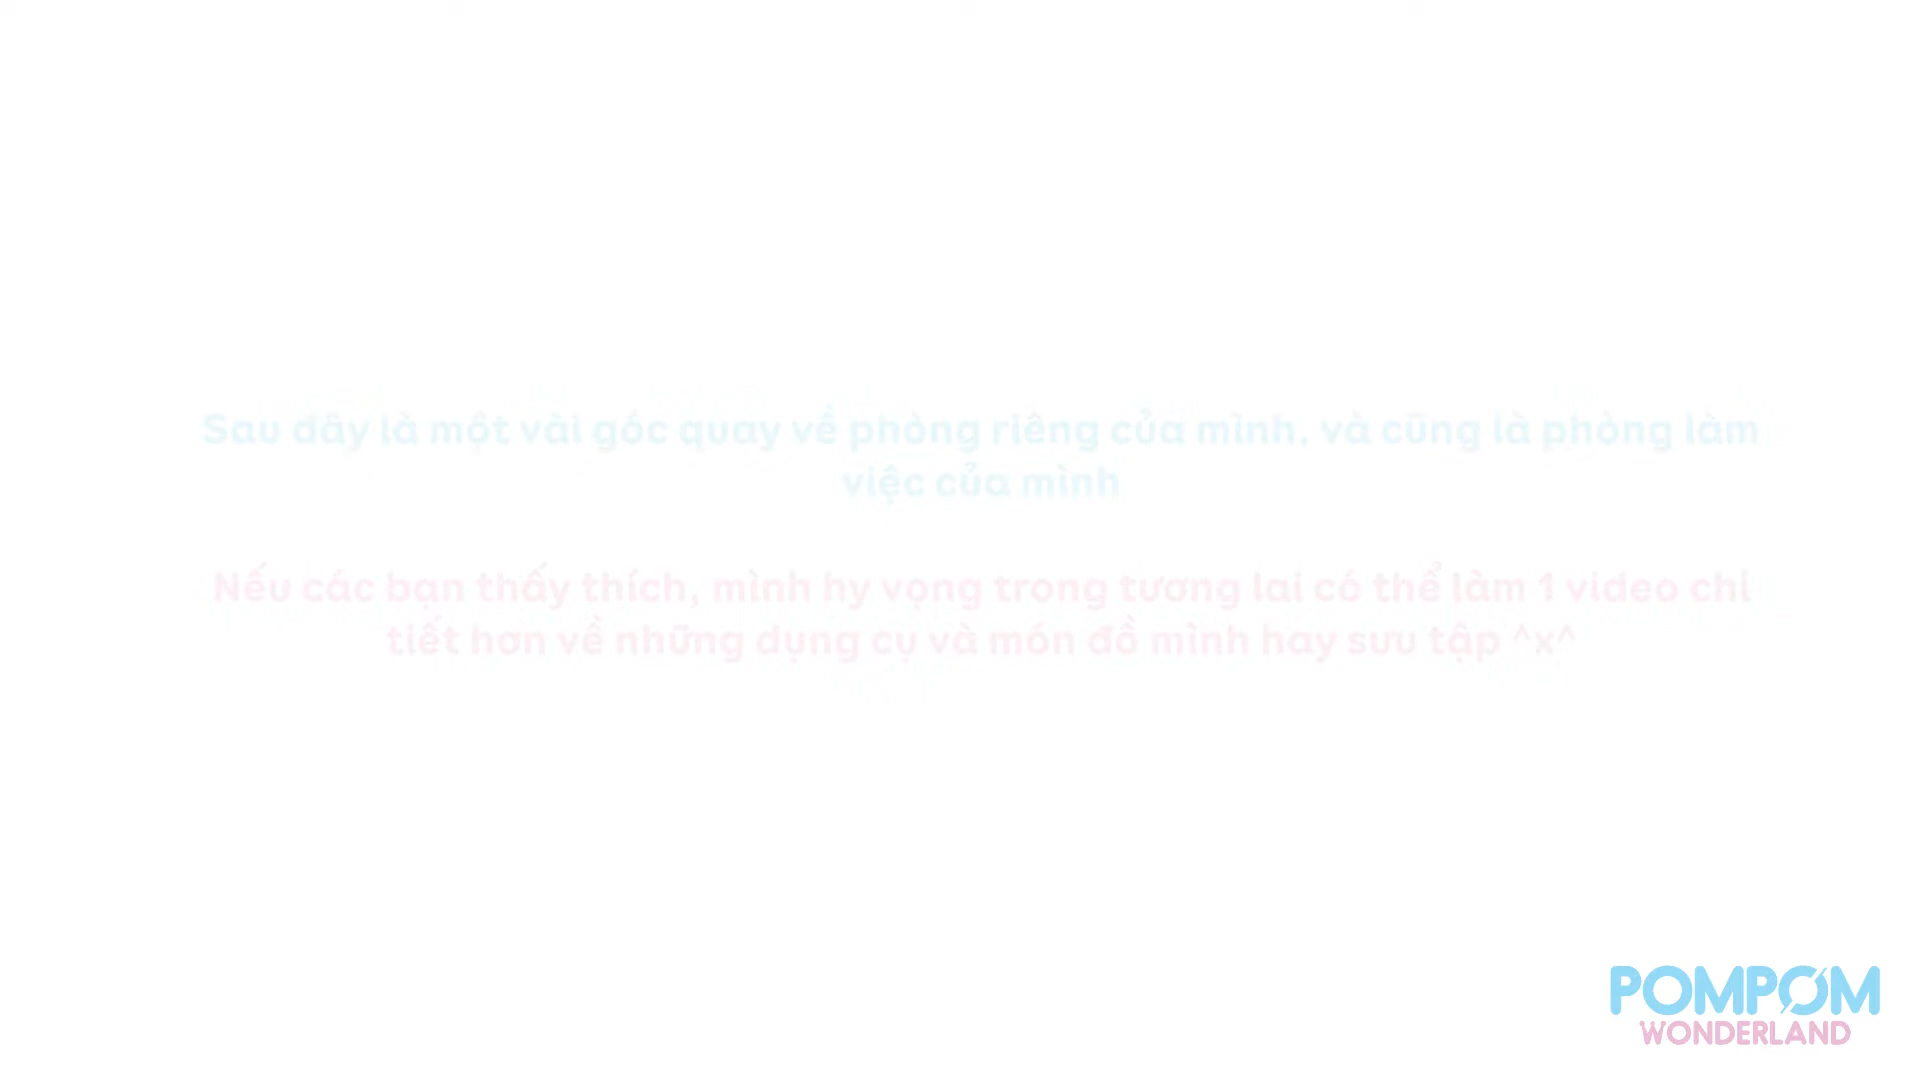 Sau đây là một vài góc quay về phòng riêng của mình, và cũng là phòng làm
việc của mình
Nếu các bạn thấy thích, mình hy vọng trong tương lai có thể làm 1 video chi
tiết hơn về những dụng cụ và món đồ mình hay sưu tập ^x^
POMPOM
WONDERLAND